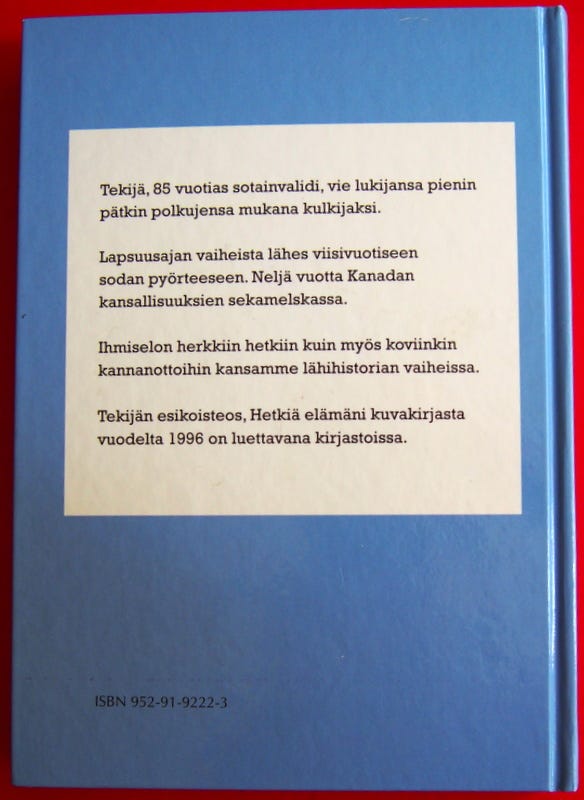 Tekijä, 85 vuotias sotainvalidi, vie lukijansa pienin
pätkin polkujensa mukana kulkijaksi.
Lapsuusajan vaiheista lähes viisivuotiseen
sodan pyörteeseen. Neljä vuotta Kanadan
kansallisuuksien sekamelskassa.
Ihmiselon herkkiin hetkiin kuin myös koviinkin
kannanottoihin kansamme lähihistorian vaiheissa.
Tekijän esikoisteos, Hetkiä elämäni kuvakirjasta
vuodelta 1996 on luettavana kirjastoissa.
ISBN 952-91-9222-3